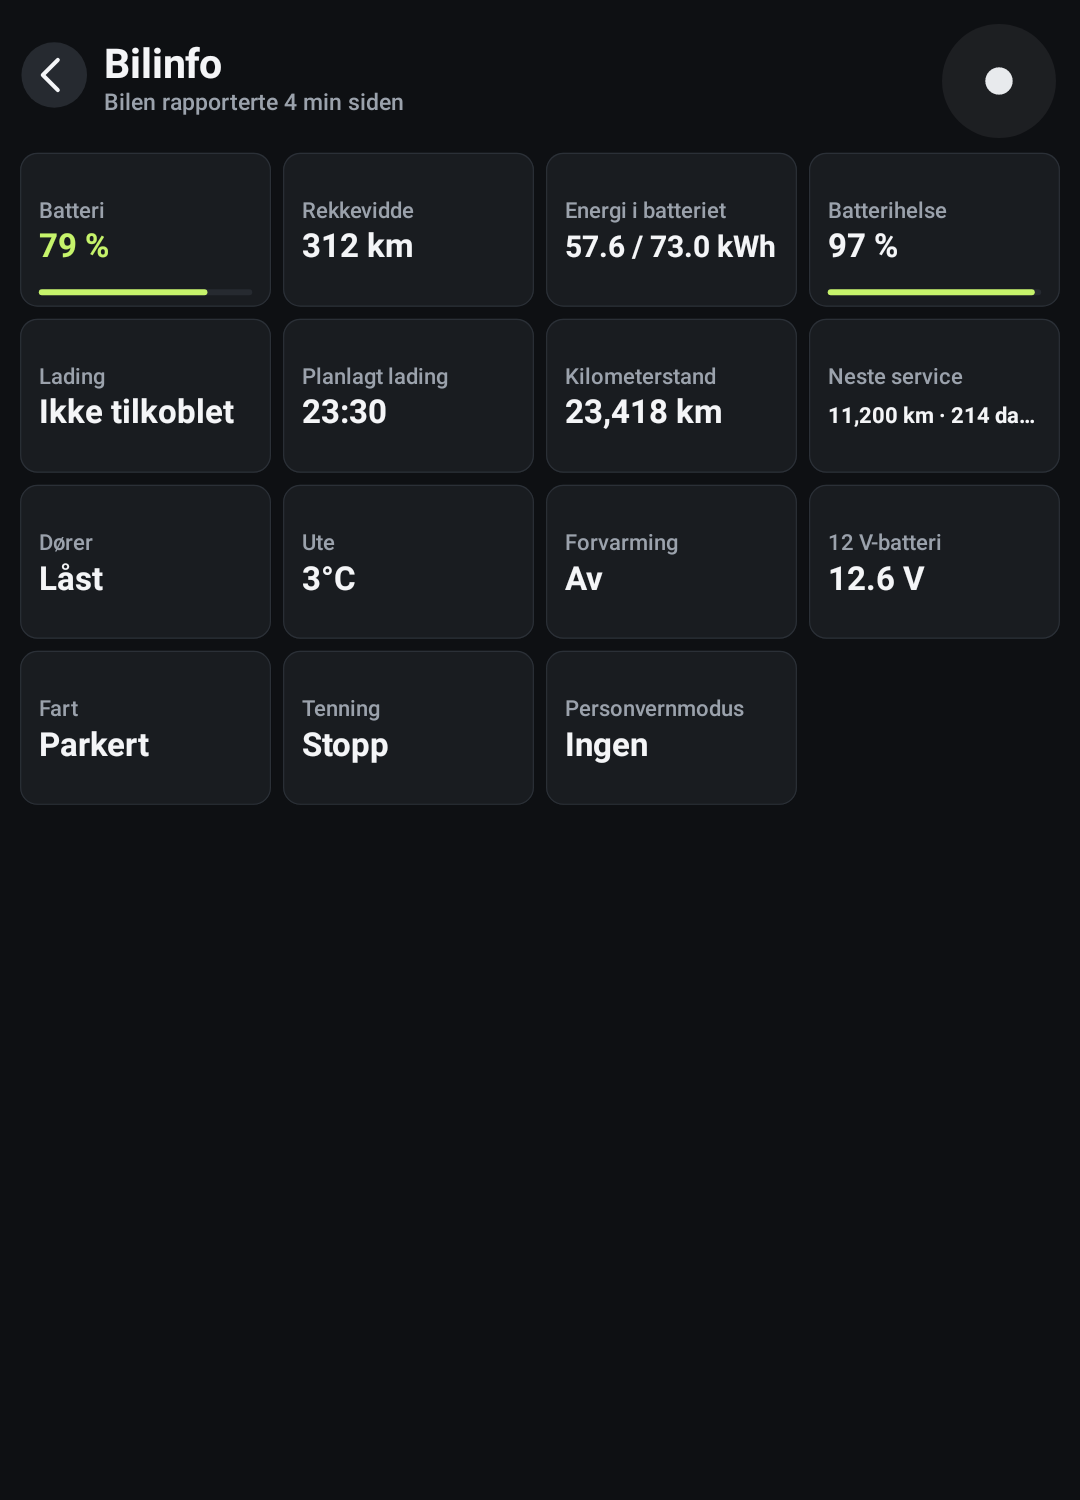 Bilinfo
Bilen rapporterte 4 min siden
Batteri
79 %
Rekkevidde
312 km
Energi i batteriet
57.6 / 73.0 kWh
Batterihelse
97 %
Lading
Ikke tilkoblet
Planlagt lading
23:30
Kilometerstand
23,418 km
Neste service
11,200 km · 214 da...
Dører
Låst
Ute
3°C
Forvarming
Av
12 V-batteri
12.6 V
Fart
Parkert
Tenning
Stopp
Personvernmodus
Ingen